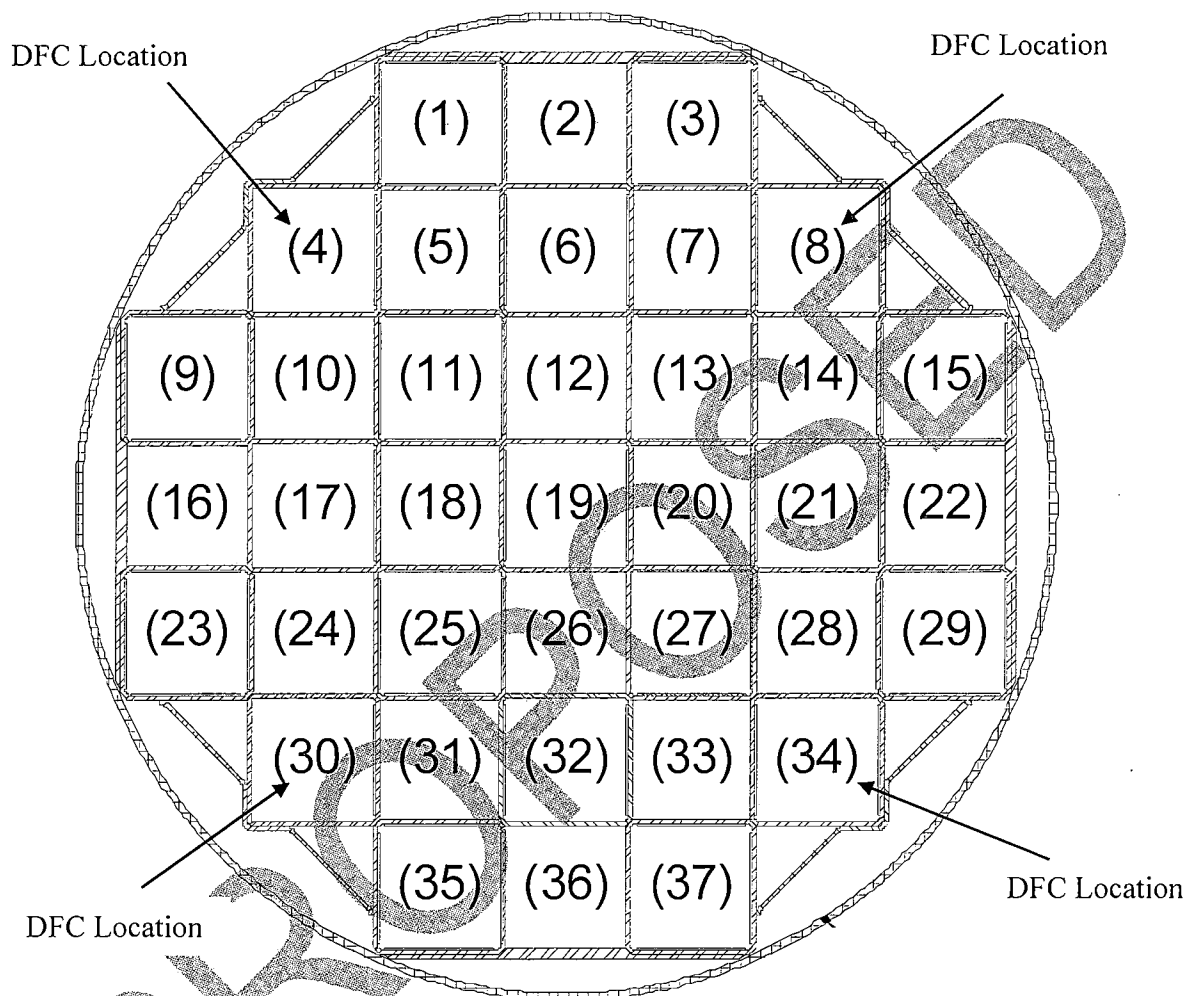 DFC Location
DFC Location
(1) (2) (3)
(4) (5) (6) (7) (8)
(9) (10) (11) (12) (13) (14) (15)
(16) (17) (18) (19) (20) (21) (22)
(23) (24) (25) (26) (27) (28) (29)
(30) (31) (32) (33) (34)
(35) (36) (37)
DFC Location
DFC Location
ROPOSED